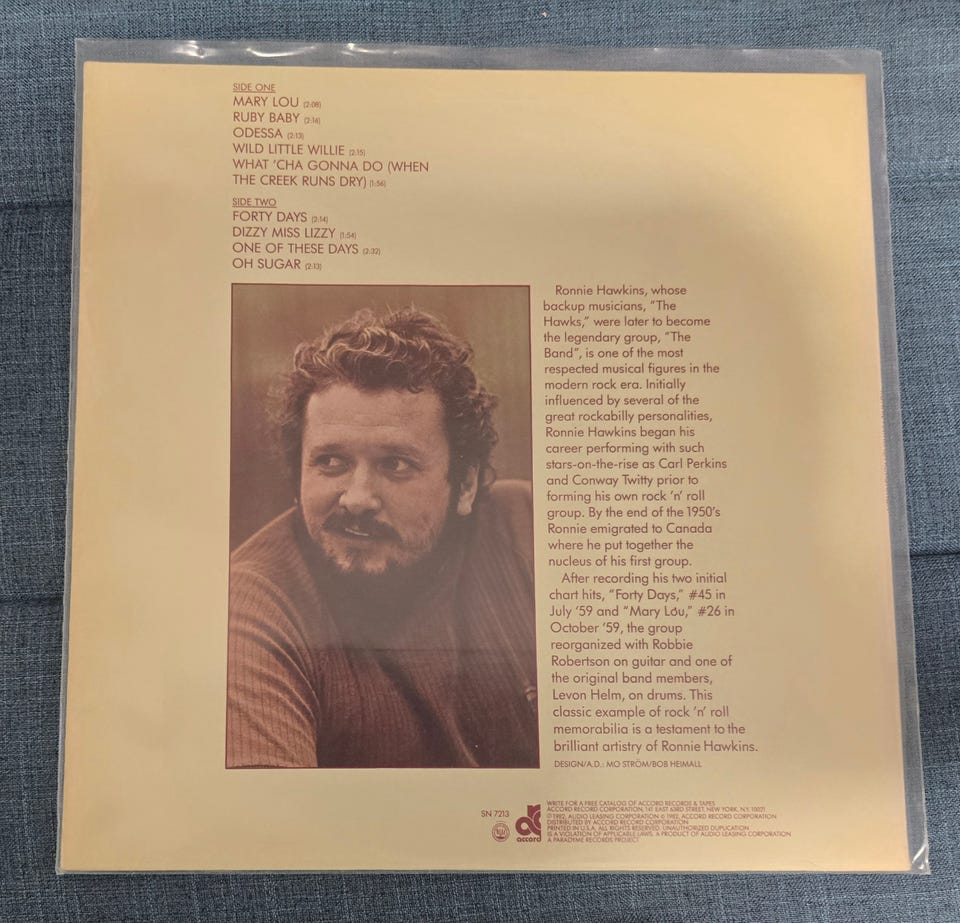 SIDE ONE
MARY LOU (2:08)
RUBY BABY (2:16)
ODESSA (2:13)
WILD LITTLE WILLIE (2:15)
WHAT 'CHA GONNA DO (WHEN
THE CREEK RUNS DRY) (1:56)
SIDE TWO
FORTY DAYS (2:14)
DIZZY MISS LIZZY (1:54)
ONE OF THESE DAYS (2:32)
OH SUGAR (2:13)
Ronnie Hawkins, whose
backup musicians, "The
Hawks," were later to become
the legendary group, "The
Band", is one of the most
respected musical figures in the
modern rock era. Initially
influenced by several of the
great rockabilly personalities,
Ronnie Hawkins began his
career performing with such
stars-on-the-rise as Carl Perkins
and Conway Twitty prior to
forming his own rock 'n' roll
group. By the end of the 1950's
Ronnie emigrated to Canada
where he put together the
nucleus of his first group.
After recording his two initial
chart hits, "Forty Days," #45 in
July '59 and "Mary Lou," #26 in
October '59, the group
reorganized with Robbie
Robertson on guitar and one of
the original band members,
Levon Helm, on drums. This
classic example of rock 'n' roll
memorabilia is a testament to the
brilliant artistry of Ronnie Hawkins.
DESIGN/A.D.: MO STRÖM/BOB HEIMALL
SN 7213
accord
WRITE FOR A FREE CATALOG OF ACCORD RECORDS & TAPES
ACCORD RECORD CORPORATION, 141 EAST 63RD STREET, NEW YORK, N.Y. 10021
℗ 1982, AUDIO LEASING CORPORATION © 1982, ACCORD RECORD CORPORATION
DISTRIBUTED BY ACCORD RECORD CORPORATION
PRINTED IN U.S.A. ALL RIGHTS RESERVED. UNAUTHORIZED DUPLICATION
IS A VIOLATION OF APPLICABLE LAWS. A PRODUCT OF AUDIO LEASING CORPORATION
A PARADYME RECORDS PROJECT